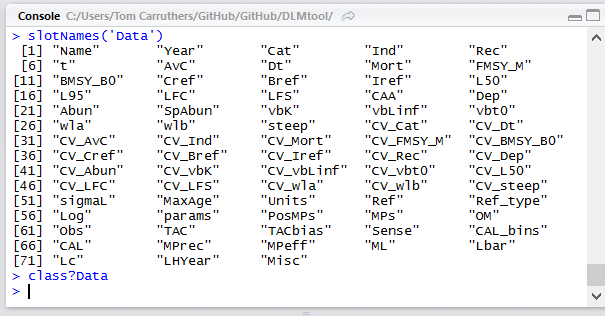 Console C:/Users/Tom Carruthers/GitHub/GitHub/DLMtool/
> slotNames('Data')
[1] "Name" "Year" "Cat" "Ind" "Rec"
[6] "t" "AvC" "Dt" "Mort" "FMSY_M"
[11] "BMSY_B0" "Cref" "Bref" "Iref" "L50"
[16] "L95" "LFC" "LFS" "CAA" "Dep"
[21] "Abun" "SpAbun" "vbK" "vbLinf" "vbt0"
[26] "wla" "wlb" "steep" "CV_Cat" "CV_Dt"
[31] "CV_AvC" "CV_Ind" "CV_Mort" "CV_FMSY_M" "CV_BMSY_B0"
[36] "CV_Cref" "CV_Bref" "CV_Iref" "CV_Rec" "CV_Dep"
[41] "CV_Abun" "CV_vbK" "CV_vbLinf" "CV_vbt0" "CV_L50"
[46] "CV_LFC" "CV_LFS" "CV_wla" "CV_wlb" "CV_steep"
[51] "sigmaL" "MaxAge" "Units" "Ref" "Ref_type"
[56] "Log" "params" "PosMPs" "MPs" "OM"
[61] "Obs" "TAC" "TACbias" "Sense" "CAL_bins"
[66] "CAL" "MPrec" "MPeff" "ML" "Lbar"
[71] "Lc" "LHYear" "Misc"
> class?Data
>